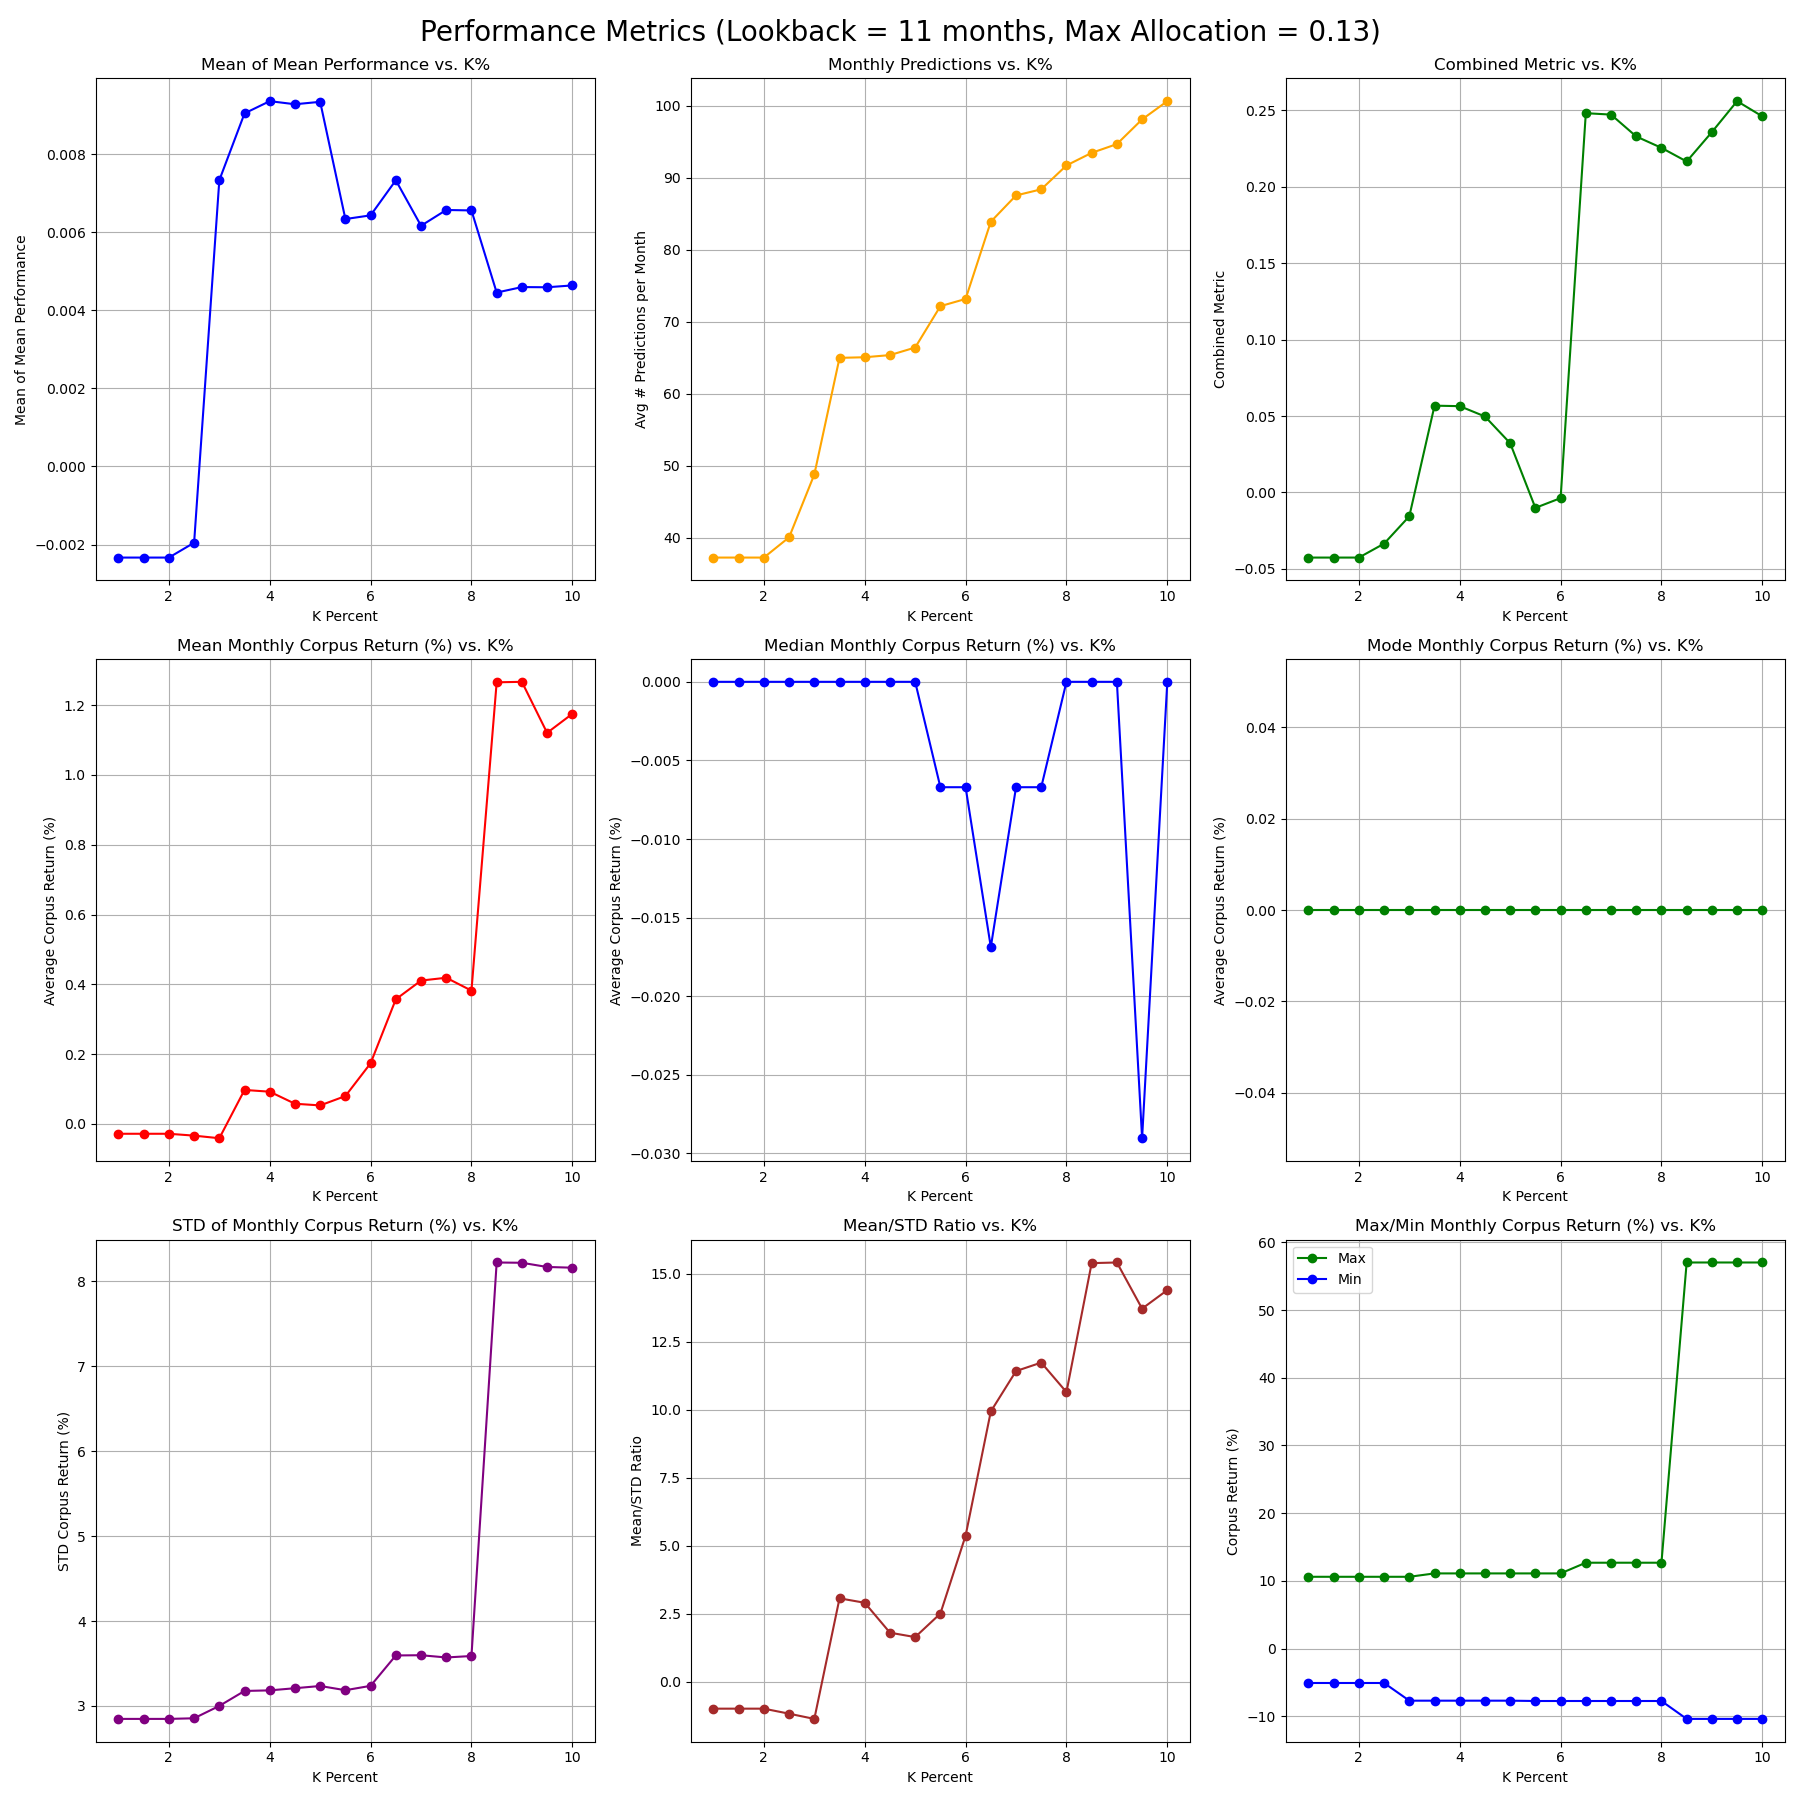 Performance Metrics (Lookback = 11 months, Max Allocation = 0.13)
Mean of Mean Performance vs. K%
Mean of Mean Performance
0.008
0.006
0.004
0.002
0.000
−0.002
2 4 6 8 10
K Percent
Monthly Predictions vs. K%
Avg # Predictions per Month
100
90
80
70
60
50
40
2 4 6 8 10
K Percent
Combined Metric vs. K%
Combined Metric
0.25
0.20
0.15
0.10
0.05
0.00
−0.05
2 4 6 8 10
K Percent
Mean Monthly Corpus Return (%) vs. K%
Average Corpus Return (%)
1.2
1.0
0.8
0.6
0.4
0.2
0.0
2 4 6 8 10
K Percent
Median Monthly Corpus Return (%) vs. K%
Average Corpus Return (%)
0.000
−0.005
−0.010
−0.015
−0.020
−0.025
−0.030
2 4 6 8 10
K Percent
Mode Monthly Corpus Return (%) vs. K%
Average Corpus Return (%)
0.04
0.02
0.00
−0.02
−0.04
2 4 6 8 10
K Percent
STD of Monthly Corpus Return (%) vs. K%
STD Corpus Return (%)
8
7
6
5
4
3
2 4 6 8 10
K Percent
Mean/STD Ratio vs. K%
Mean/STD Ratio
15.0
12.5
10.0
7.5
5.0
2.5
0.0
2 4 6 8 10
K Percent
Max/Min Monthly Corpus Return (%) vs. K%
Corpus Return (%)
Max
Min
60
50
40
30
20
10
0
−10
2 4 6 8 10
K Percent